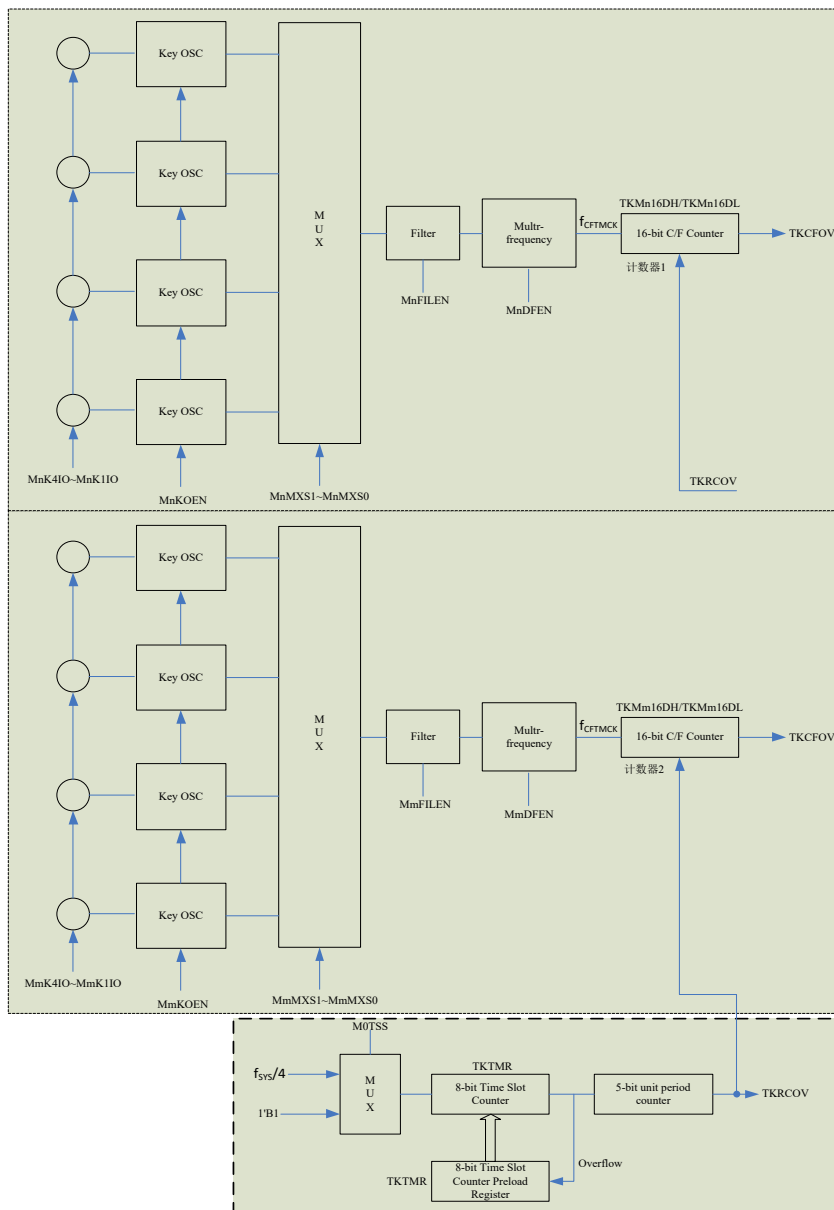 Key OSC
Key OSC
Key OSC
Key OSC
M
U
X
Filter
Multr-
frequency
fCFTMCK
TKMn16DH/TKMn16DL
16-bit C/F Counter
TKCFOV
计数器1
MnFILEN
MnDFEN
MnK4IO~MnK1IO
MnKOEN
MnMXS1~MnMXS0
TKRCOV
Key OSC
Key OSC
Key OSC
Key OSC
M
U
X
Filter
Multr-
frequency
fCFTMCK
TKMm16DH/TKMm16DL
16-bit C/F Counter
TKCFOV
计数器2
MmFILEN
MmDFEN
MmK4IO~MmK1IO
MmKOEN
MmMXS1~MmMXS0
M0TSS
fSYS/4
1'B1
M
U
X
TKTMR
8-bit Time Slot
Counter
5-bit unit period
counter
TKRCOV
Overflow
TKTMR
8-bit Time Slot
Counter Preload
Register